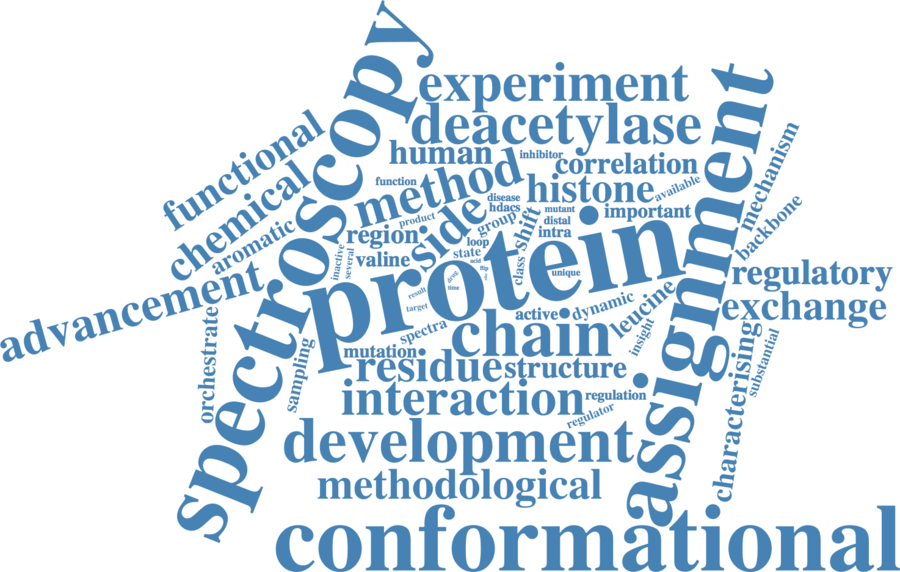 spectroscopy
experiment
deacetylase
assignment
functional
human
inhibitor
correlation
mechanism
chemical
function
method
histone
available
disease
hdacs
mutant
important
aromatic
product
side
group
shift
distal
backbone
region
intra
inactive
several
valine
loop
state
acid
flip
class
unique
protein
advancement
drug
time
result
target
regulatory
exchange
orchestrate
spectra
active
dynamic
leucine
insight
chain
sampling
mutation
residue
structure
characterising
substantial
interaction
regulation
regulator
development
methodological
conformational